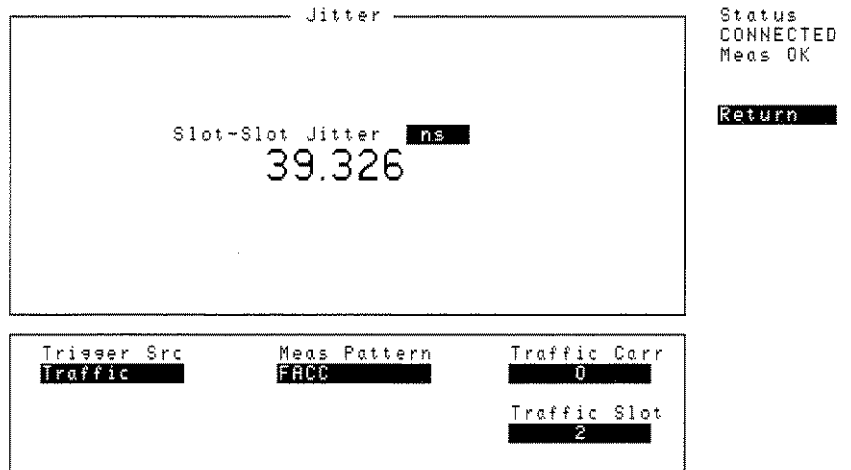 Jitter
Status
CONNECTED
Meas OK
Return
Slot-Slot Jitter ns
39.326
Trigger Src
Traffic
Meas Pattern
FACC
Traffic Carr
0
Traffic Slot
2